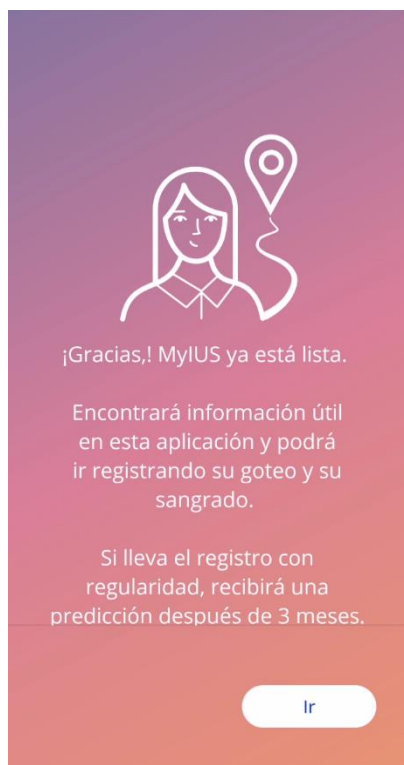 ¡Gracias,! MyIUS ya está lista.
Encontrará información útil
en esta aplicación y podrá
ir registrando su goteo y su
sangrado.
Si lleva el registro con
regularidad, recibirá una
predicción después de 3 meses.
Ir